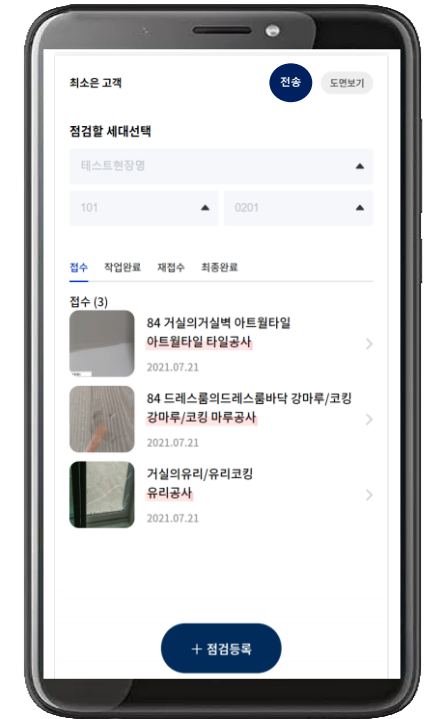 최소은 고객
전송
도면보기
점검할 세대선택
테스트현장명
101
0201
접수 작업완료 재접수 최종완료
접수 (3)
84 거실의거실벽 아트월타일
아트월타일 타일공사
2021.07.21
84 드레스룸의드레스룸바닥 강마루/코킹
강마루/코킹 마루공사
2021.07.21
거실의유리/유리코킹
유리공사
2021.07.21
+ 점검등록